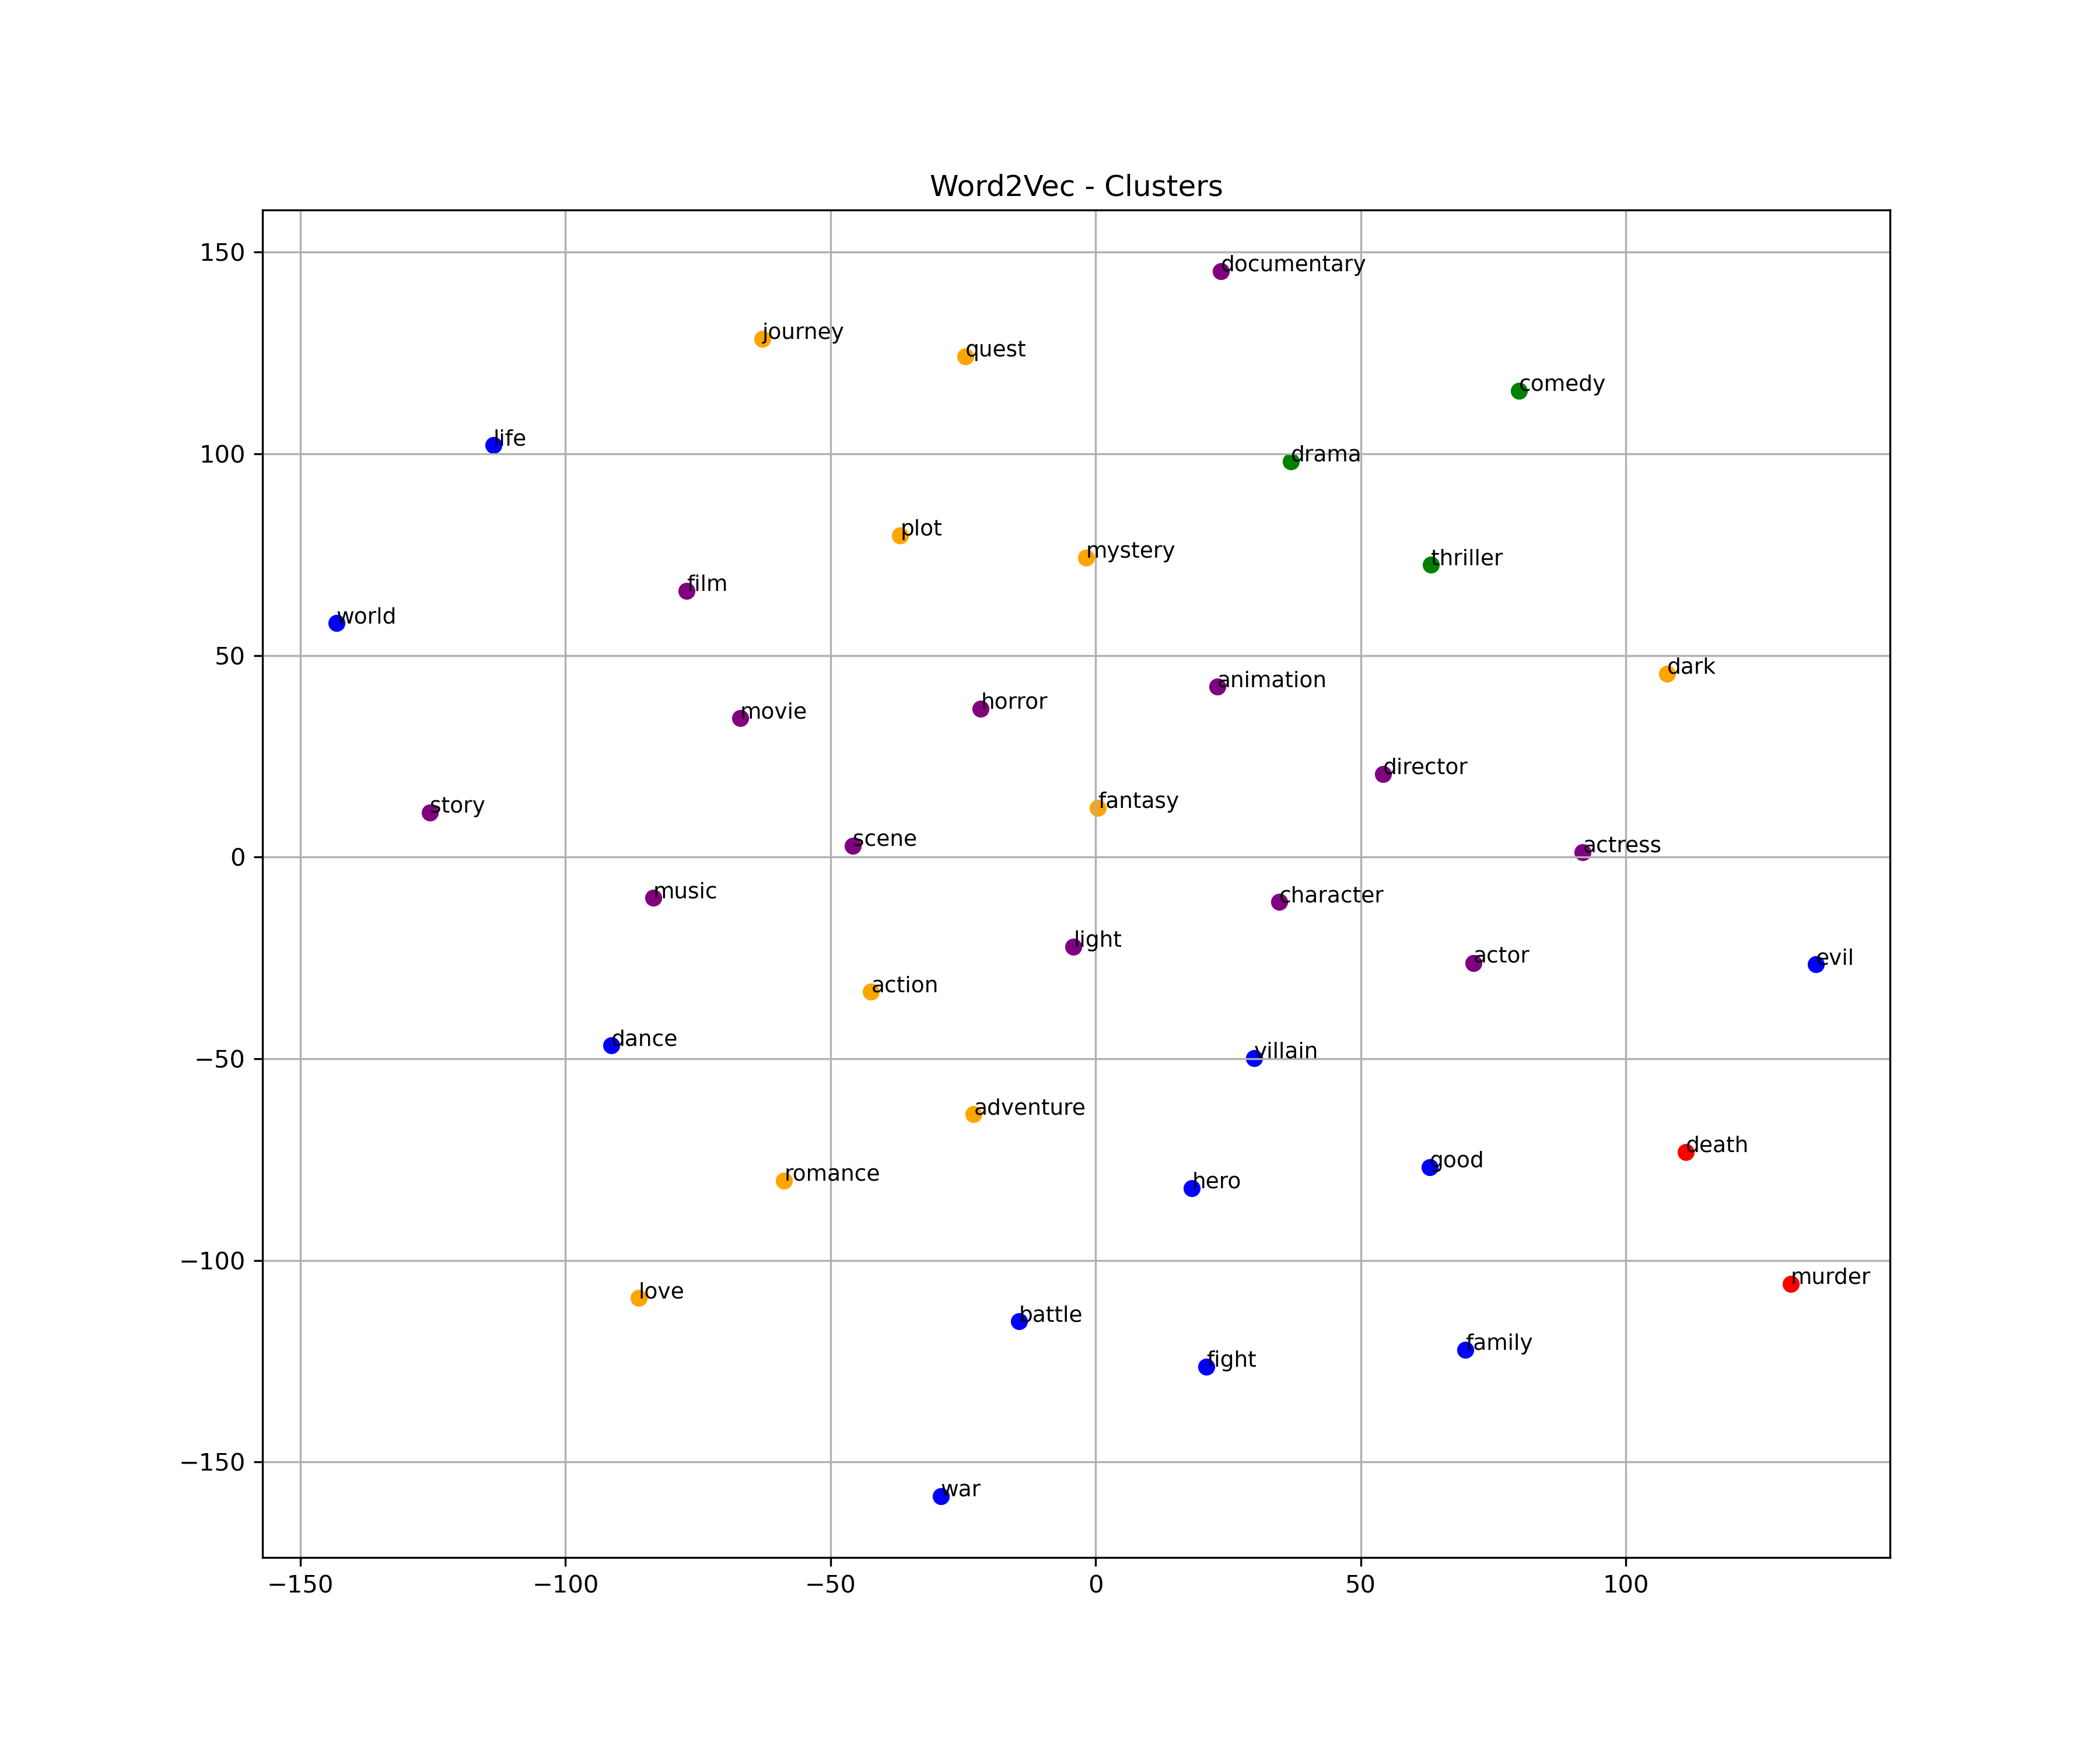 Word2Vec - Clusters
150
documentary
journey
quest
comedy
life
100
drama
plot
mystery
thriller
film
world
50
dark
animation
horror
movie
director
fantasy
story
scene
actress
0
music
character
light
actor
evil
action
dance
villain
−50
adventure
death
good
romance
hero
−100
murder
love
battle
family
fight
−150
war
−150 −100 −50 0 50 100